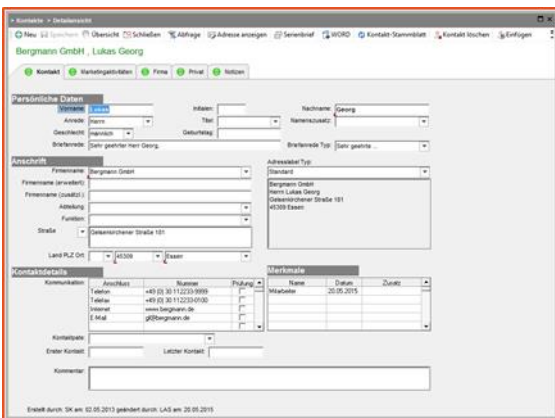 » Kontakte » Detailansicht
Neu Speichern Übersicht Schließen Abfrage Adresse anzeigen Serienbrief WORD Kontakt-Stammblatt Kontakt löschen Einfügen
Bergmann GmbH , Lukas Georg
Kontakt Marketingaktivitäten Firma Privat Notizen
Persönliche Daten
Vorname: Lukas Initialen: Nachname: Georg
Anrede: Herrn Titel: Namenszusatz:
Geschlecht: männlich Geburtstag:
Briefanrede: Sehr geehrter Herr Georg, Briefanrede Typ: Sehr geehrte ...
Anschrift Adresslabel Typ:
Firmenname: Bergmann GmbH Standard
Firmenname (erweitert): Bergmann GmbH
Firmenname (zusätzl.): Herrn Lukas Georg
Abteilung: Gelsenkirchener Straße 181
Funktion: 45309 Essen
Straße Gelsenkirchener Straße 181
Land PLZ Ort: 45309 Essen
Kontaktdetails Merkmale
Kommunikation: Anschluss Nummer Prüfung Name Datum Zusatz
Telefon +49 (0) 30 112233-9999 Mitarbeiter 20.05.2015
Telefax +49 (0) 30 112233-0100
Internet www.bergmann.de
E-Mail gl@bergmann.de
Kontaktpate:
Erster Kontakt: Letzter Kontakt:
Kommentar:
Erstellt durch: SK am: 02.05.2013 geändert durch: LAS am: 20.05.2015